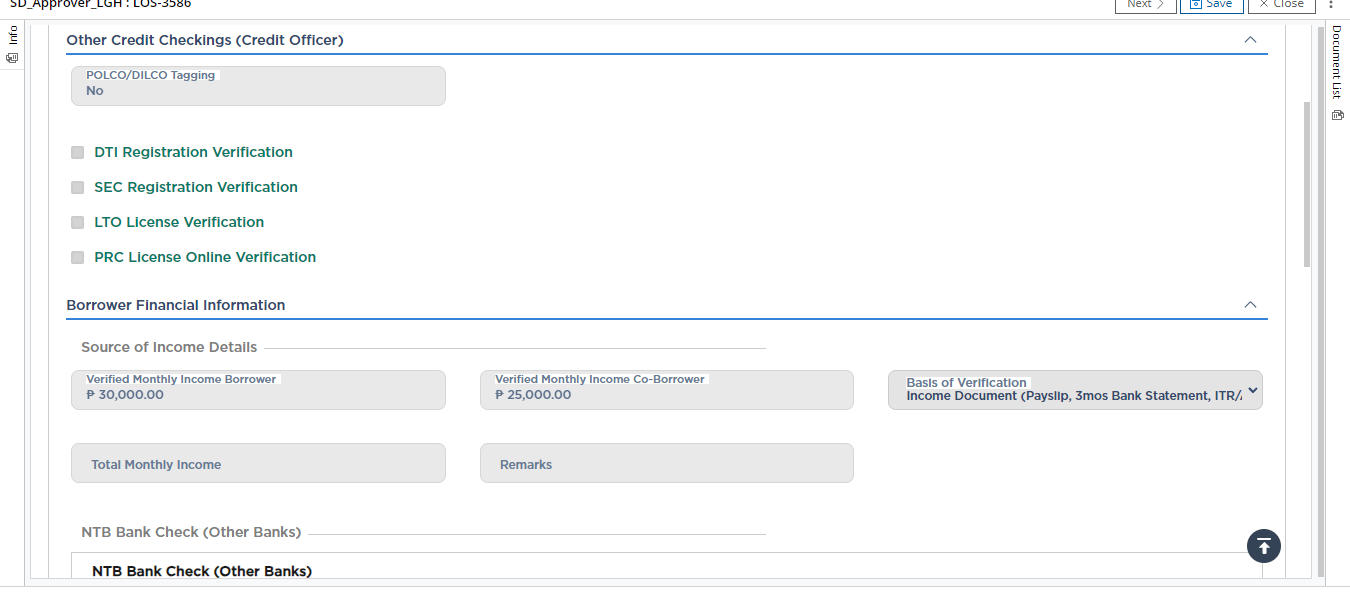 SD_Approver_LGH : LOS-3586
Next
Save
Close
Info
Document List
Other Credit Checkings (Credit Officer)
POLCO/DILCO Tagging
No
DTI Registration Verification
SEC Registration Verification
LTO License Verification
PRC License Online Verification
Borrower Financial Information
Source of Income Details
Verified Monthly Income Borrower
₱ 30,000.00
Verified Monthly Income Co-Borrower
₱ 25,000.00
Basis of Verification
Income Document (Payslip, 3mos Bank Statement, ITR/
Total Monthly Income
Remarks
NTB Bank Check (Other Banks)
NTB Bank Check (Other Banks)